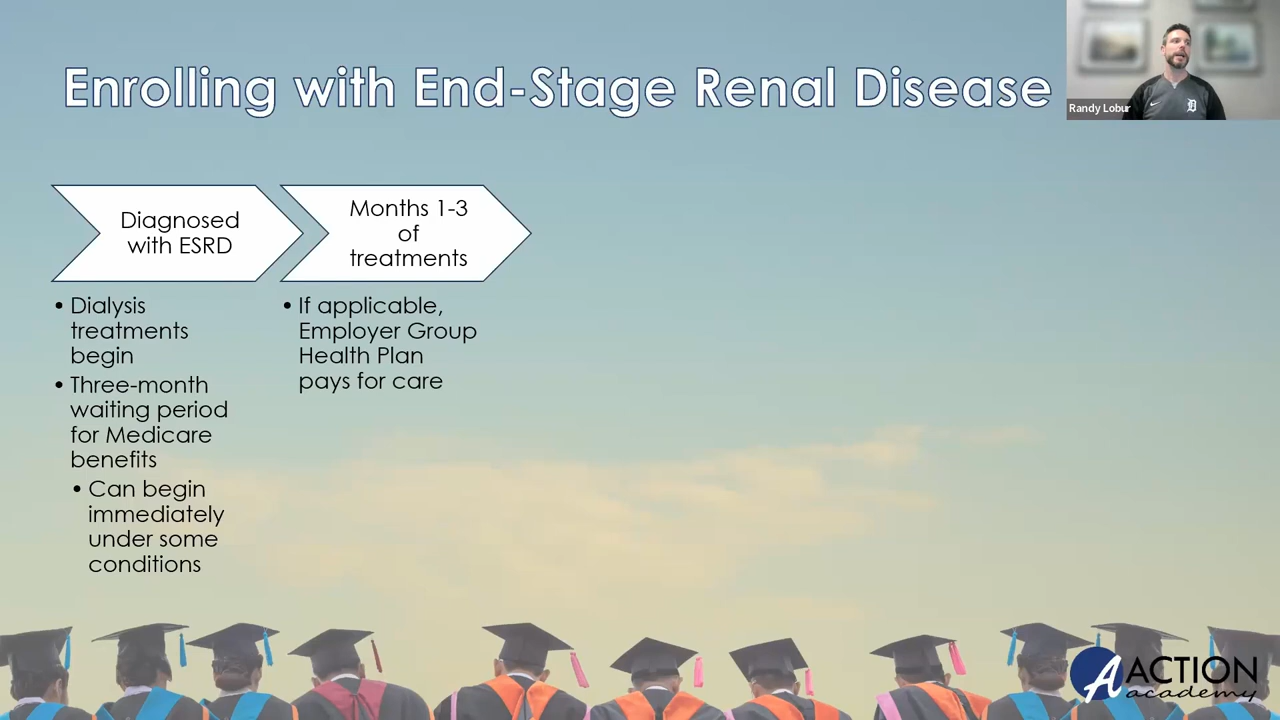 Enrolling with End-Stage Renal Disease
Randy Lobur
Diagnosed
with ESRD
Months 1-3
of
treatments
• Dialysis
treatments
begin
• Three-month
waiting period
for Medicare
benefits
• Can begin
immediately
under some
conditions
• If applicable,
Employer Group
Health Plan
pays for care
D
A ACTION
academy